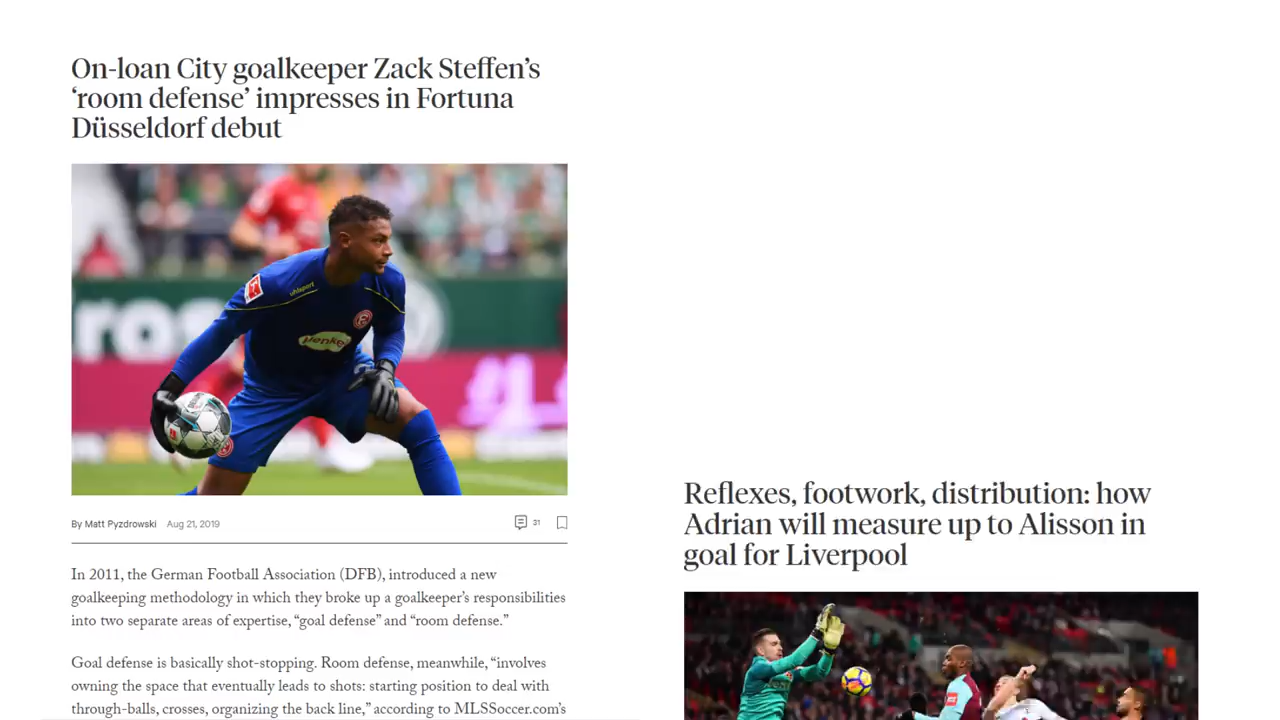 On-loan City goalkeeper Zack Steffen’s
‘room defense’ impresses in Fortuna
Düsseldorf debut
uhlsport
Henkel
ros
By Matt Pyzdrowski Aug 21, 2019
31
In 2011, the German Football Association (DFB), introduced a new
goalkeeping methodology in which they broke up a goalkeeper’s responsibilities
into two separate areas of expertise, “goal defense” and “room defense.”
Goal defense is basically shot-stopping. Room defense, meanwhile, “involves
owning the space that eventually leads to shots: starting position to deal with
through-balls, crosses, organizing the back line,” according to MLSSoccer.com’s
Reflexes, footwork, distribution: how
Adrian will measure up to Alisson in
goal for Liverpool